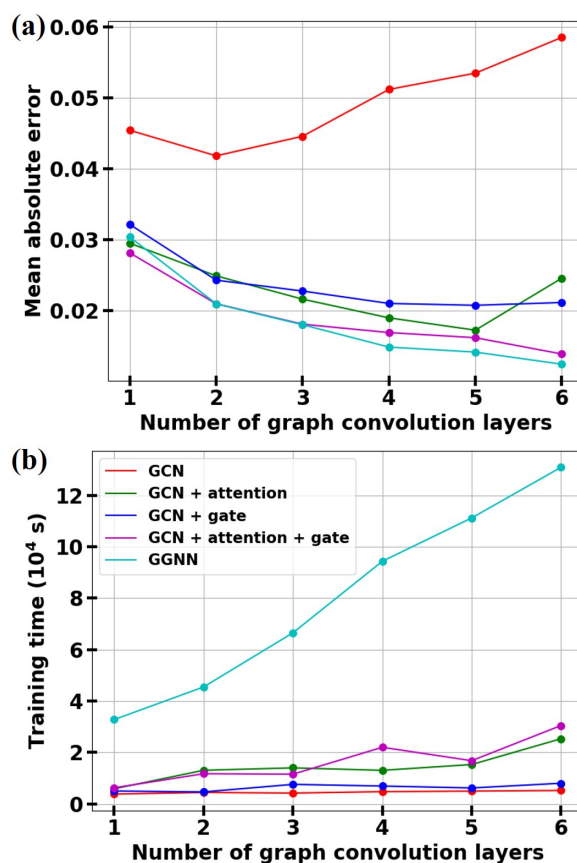 (a)
0.06
0.05
0.04
0.03
0.02
Mean absolute error
1 2 3 4 5 6
Number of graph convolution layers
(b)
GCN
GCN + attention
GCN + gate
GCN + attention + gate
GGNN
12
10
8
6
4
2
0
Training time (10⁴ s)
1 2 3 4 5 6
Number of graph convolution layers